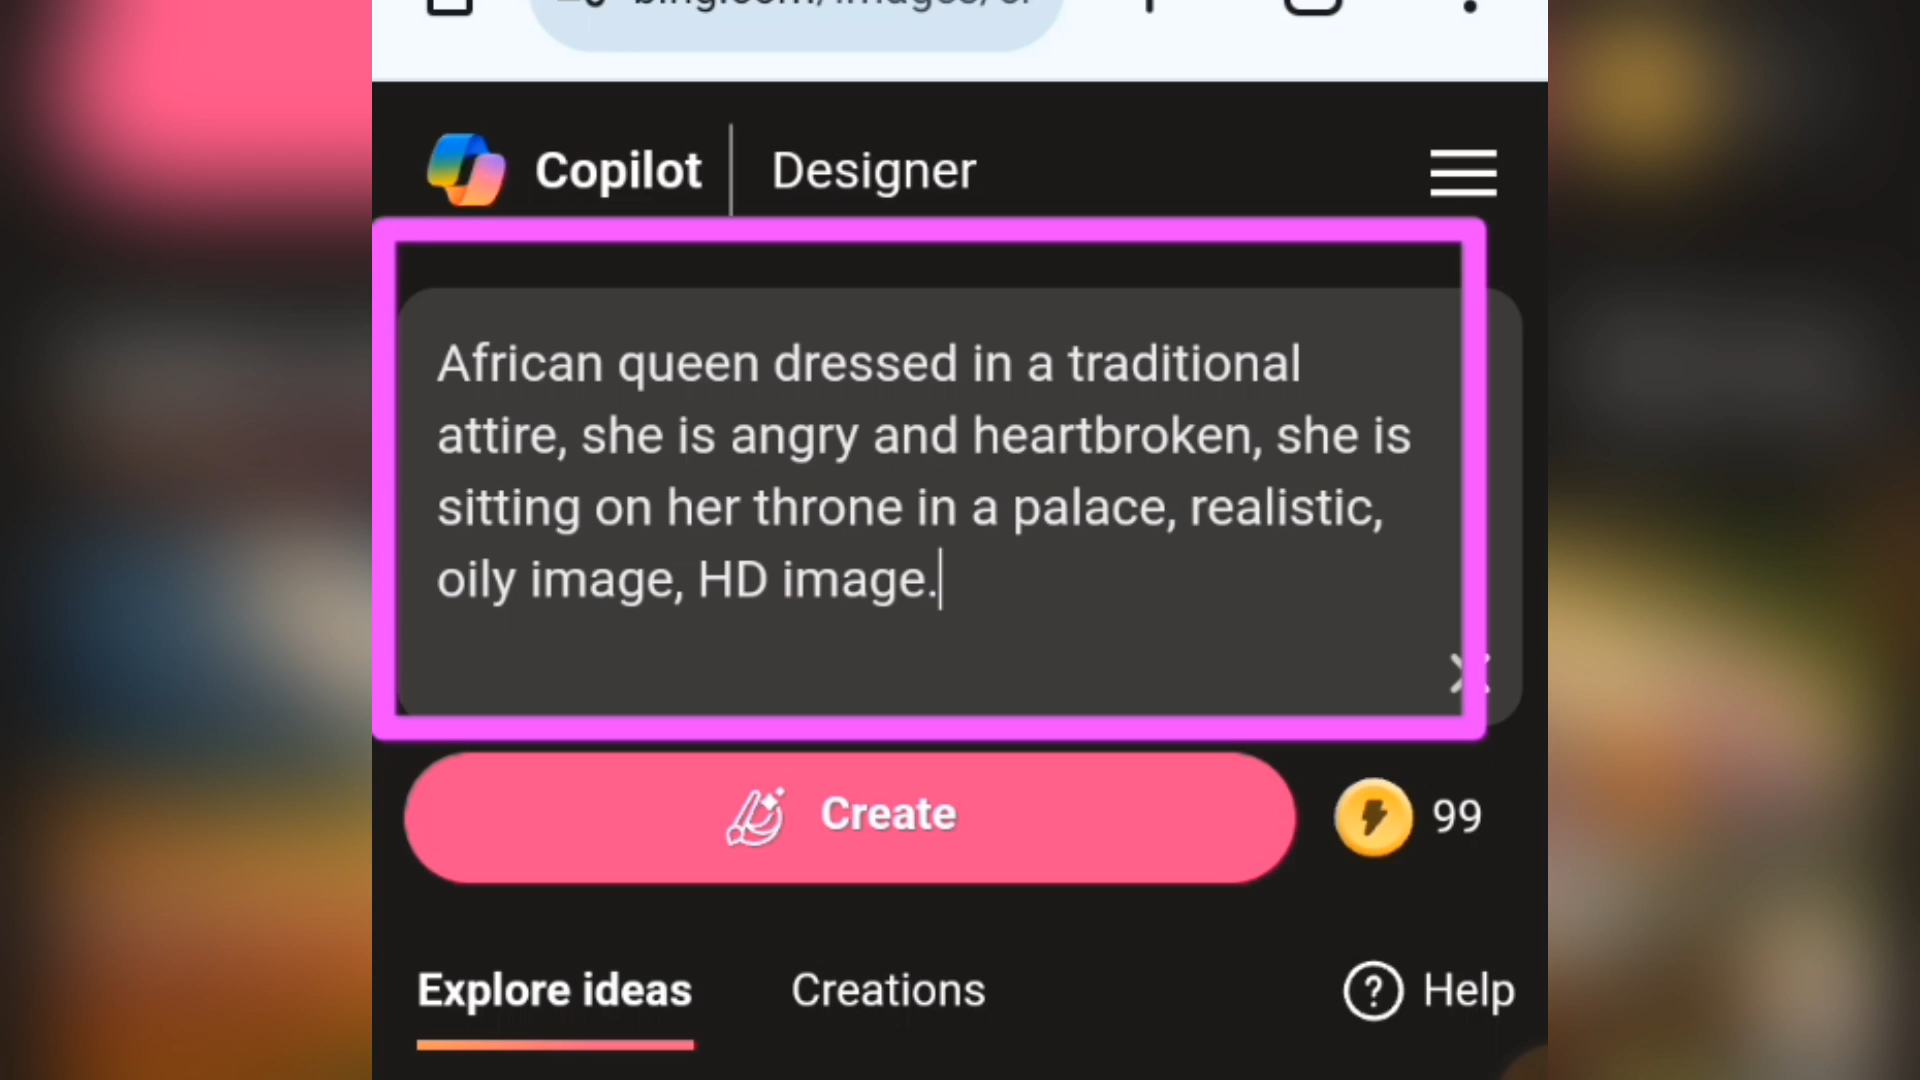 Copilot | Designer
African queen dressed in a traditional
attire, she is angry and heartbroken, she is
sitting on her throne in a palace, realistic,
oily image, HD image.
Create
99
Explore ideas
Creations
Help